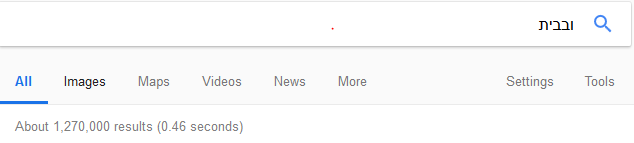 ובבית
All Images Maps Videos News More Settings Tools
About 1,270,000 results (0.46 seconds)